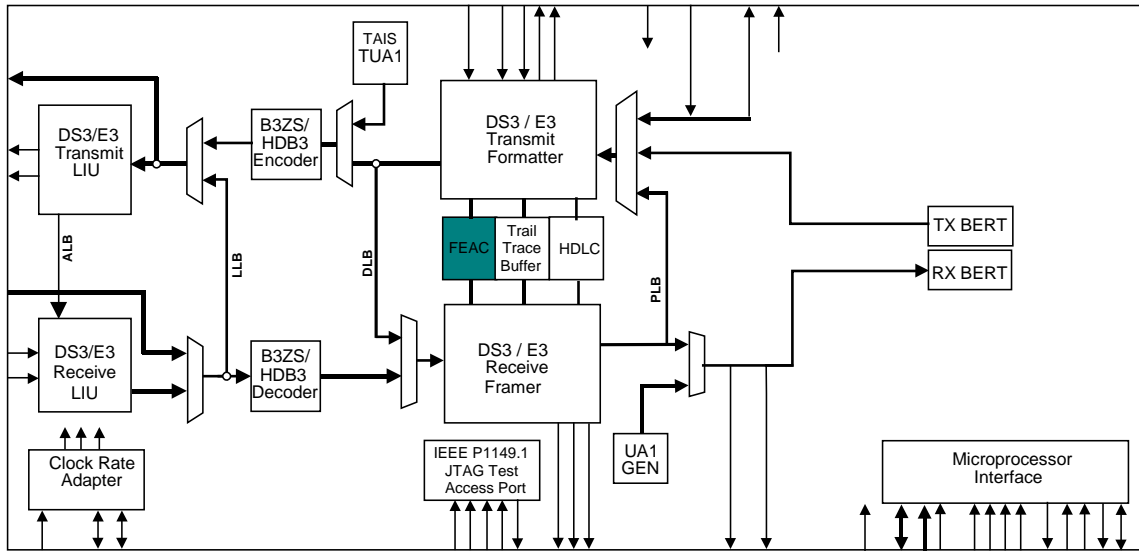 TAIS
TUA1
DS3/E3
Transmit
LIU
B3ZS/
HDB3
Encoder
DS3 / E3
Transmit
Formatter
TX BERT
RX BERT
FEAC
Trail
Trace
Buffer
HDLC
ALB
LLB
DLB
PLB
DS3/E3
Receive
LIU
B3ZS/
HDB3
Decoder
DS3 / E3
Receive
Framer
UA1
GEN
Clock Rate
Adapter
IEEE P1149.1
JTAG Test
Access Port
Microprocessor
Interface